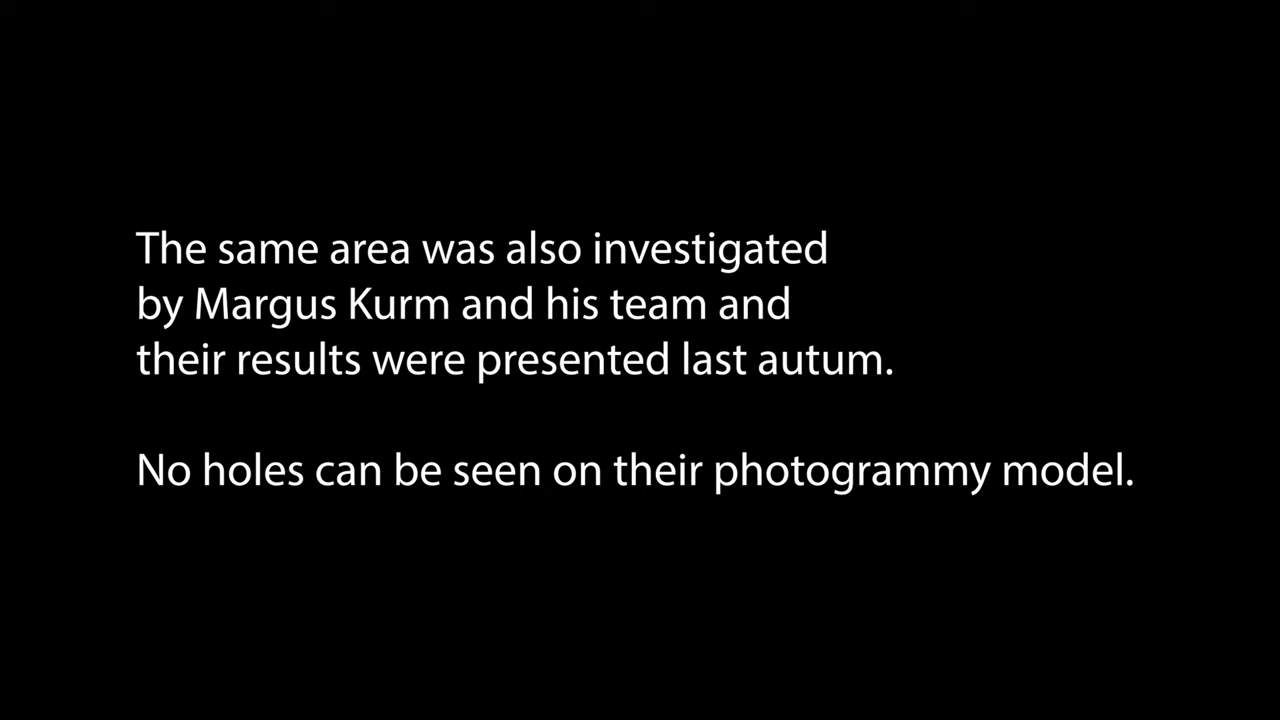 The same area was also investigated
by Margus Kurm and his team and
their results were presented last autum.
No holes can be seen on their photogrammy model.